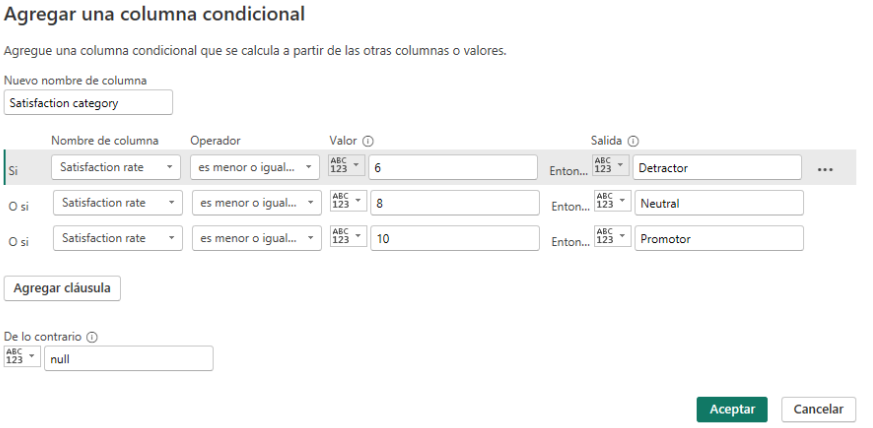 Agregar una columna condicional
Agregue una columna condicional que se calcula a partir de las otras columnas o valores.
Nuevo nombre de columna
Satisfaction category
Nombre de columna Operador Valor Salida
Si Satisfaction rate es menor o igual... ABC 123 6 Enton... ABC 123 Detractor ...
O si Satisfaction rate es menor o igual... ABC 123 8 Enton... ABC 123 Neutral
O si Satisfaction rate es menor o igual... ABC 123 10 Enton... ABC 123 Promotor
Agregar cláusula
De lo contrario
ABC 123 null
Aceptar Cancelar